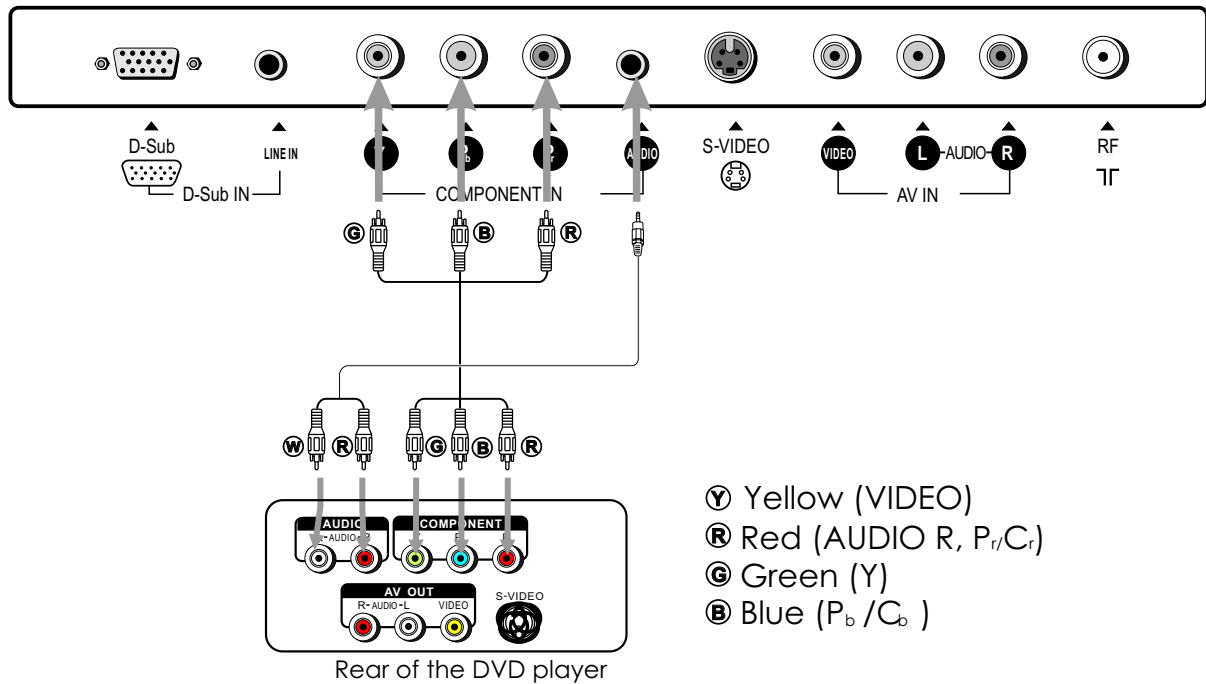 D-Sub
LINE IN
AUDIO
S-VIDEO
VIDEO
L
-AUDIO-
R
RF
D-Sub IN
COMPONENT IN
AV IN
G
B
R
W
R
G
B
R
AUDIO
COMPONENT
AUDIO
AV OUT
R-AUDIO-L
VIDEO
S-VIDEO
Rear of the DVD player
Y Yellow (VIDEO)
R Red (AUDIO R, Pr/Cr)
G Green (Y)
B Blue (Pb /Cb )